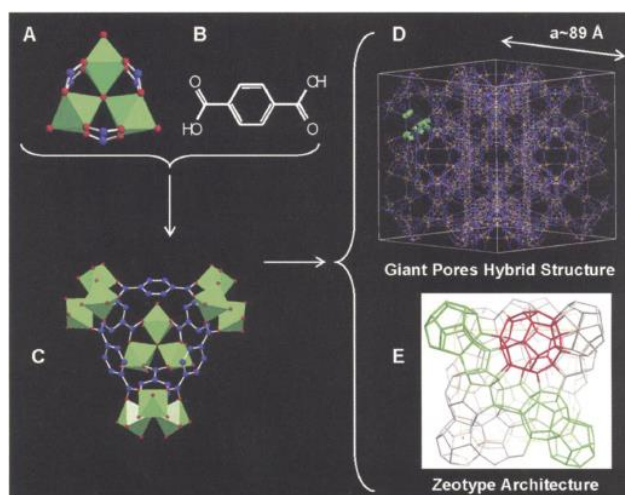 A
B
O
OH
HO
O
C
D
a~89 Å
Giant Pores Hybrid Structure
E
Zeotype Architecture